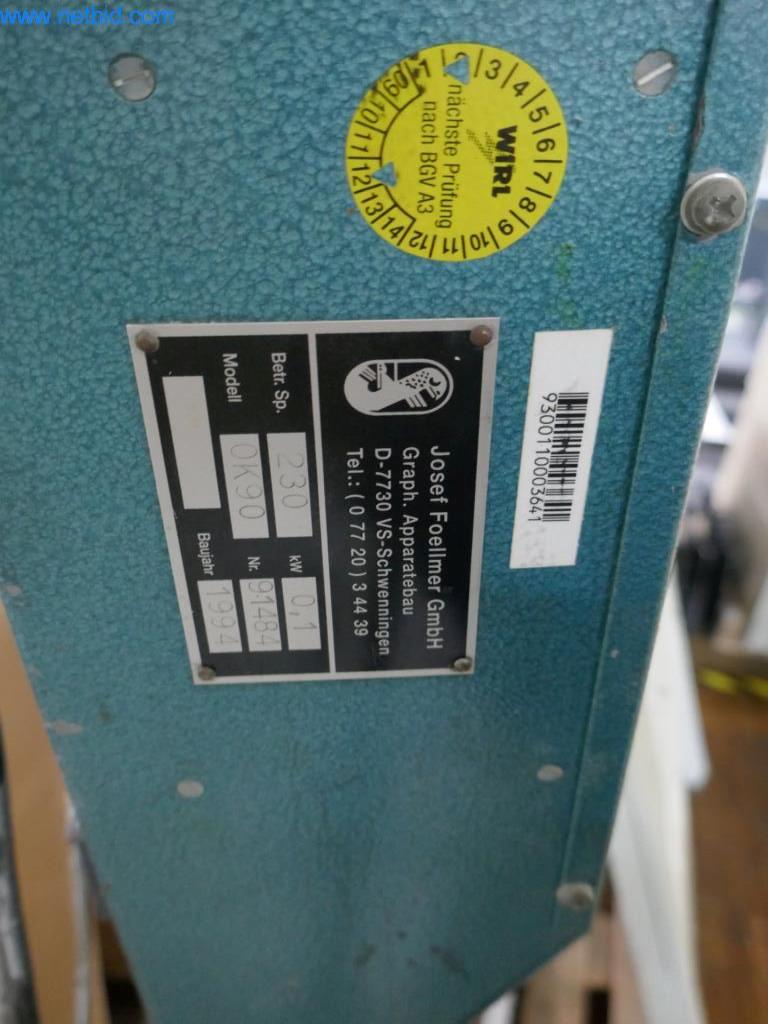 www.netbid.com
1 2 3 4 5 6 7 8 9 10 11 12
09 10 11 12 13 14
WIRL
nächste Prüfung
nach BGV A3
9300110003641
Josef Foellmer GmbH
Graph. Apparatebau
D-7730 VS-Schwenningen
Tel.: ( 0 77 20 ) 3 44 39
Betr. Sp. 230 kW 0,1
Modell OK90 Nr. 91484
Baujahr 1994